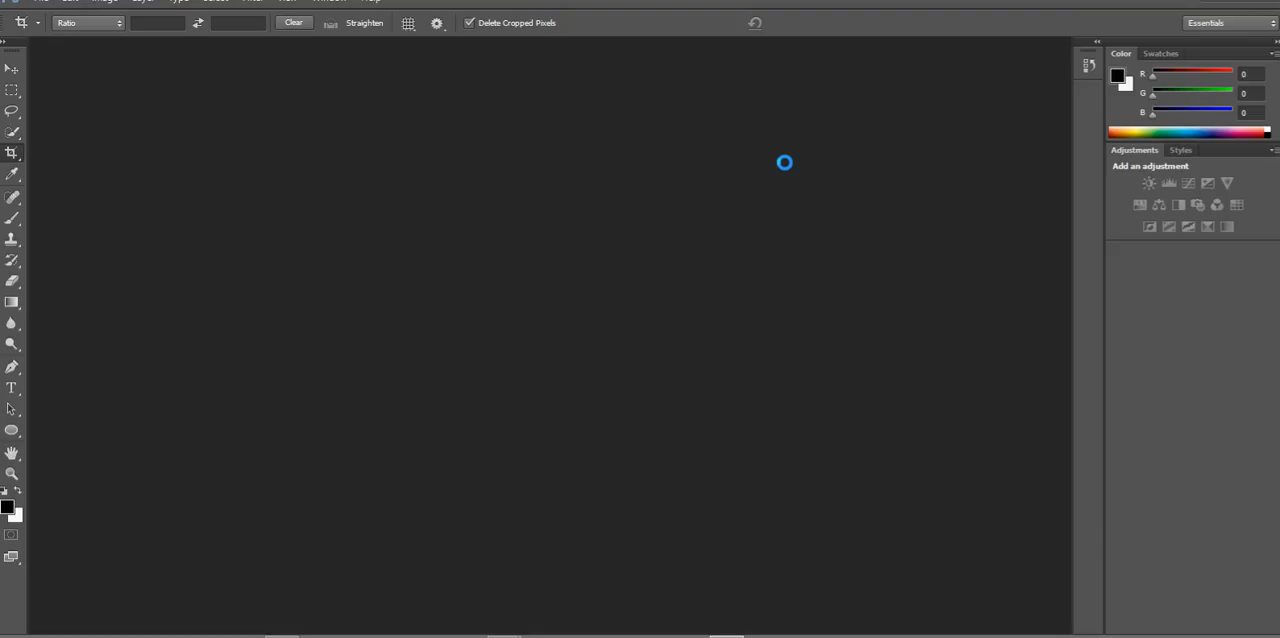 Ratio Clear Straighten Delete Cropped Pixels Essentials
Color Swatches
R 0
G 0
B 0
Adjustments Styles
Add an adjustment
T